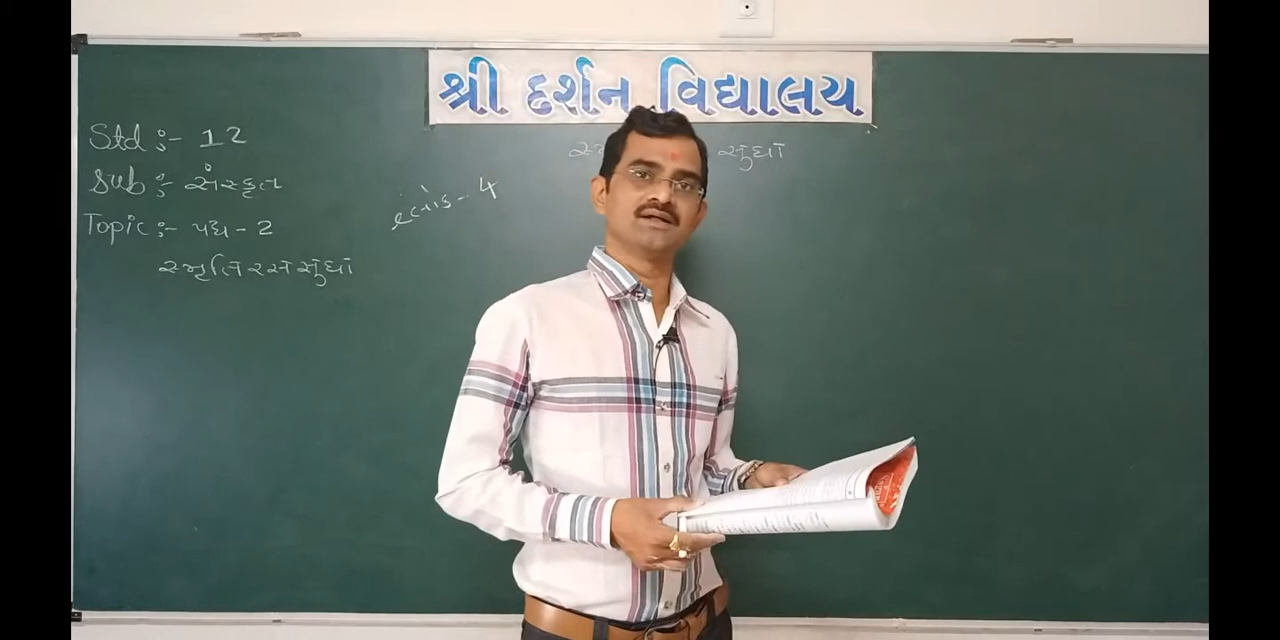 શ્રી દર્શન વિદ્યાલય
Std :- 12
Sub :- સંસ્કૃત
Topic :- પદ્ય - 2
સ્મૃતિરસસુધા
શ્લોક - 4
સુધા